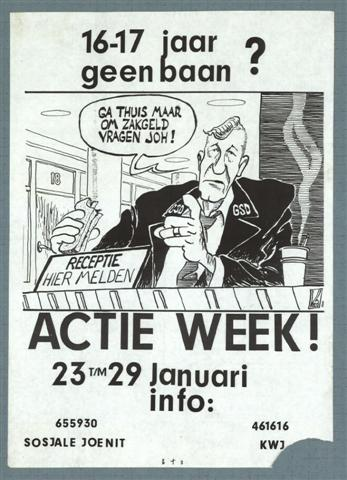 16-17 jaar
geen baan ?
GA THUIS MAAR
OM ZAKGELD
VRAGEN JOH!
18
GSD GSD
RECEPTIE
HIER MELDEN
ACTIE WEEK!
23 T/M 29 Januari
info:
655930 461616
SOSJALE JOENIT KWJ